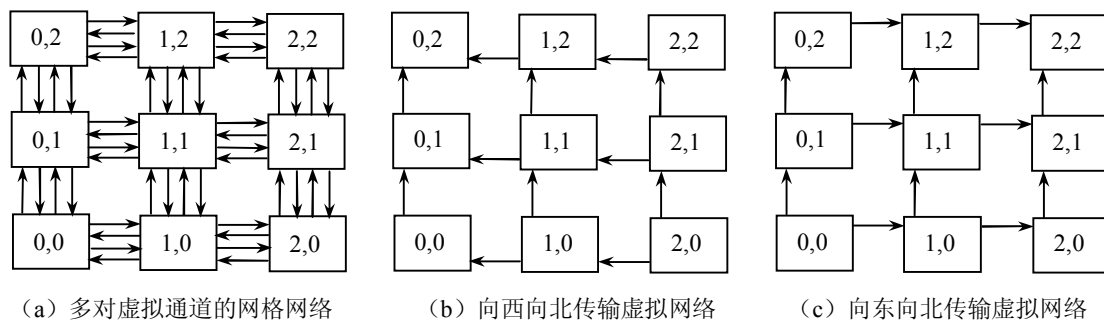 0,2 1,2 2,2 0,2 1,2 2,2 0,2 1,2 2,2
0,1 1,1 2,1 0,1 1,1 2,1 0,1 1,1 2,1
0,0 1,0 2,0 0,0 1,0 2,0 0,0 1,0 2,0
（a）多对虚拟通道的网格网络 （b）向西向北传输虚拟网络 （c）向东向北传输虚拟网络